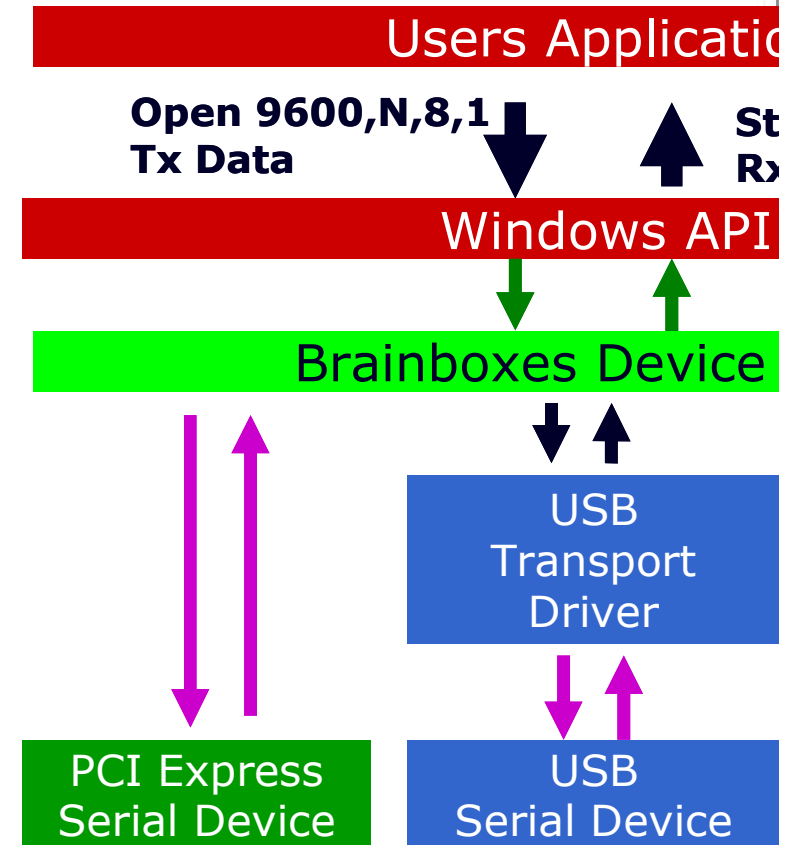 Users Applicatio
Open 9600,N,8,1
Tx Data
St
Rx
Windows API
Brainboxes Device
USB
Transport
Driver
PCI Express
Serial Device
USB
Serial Device